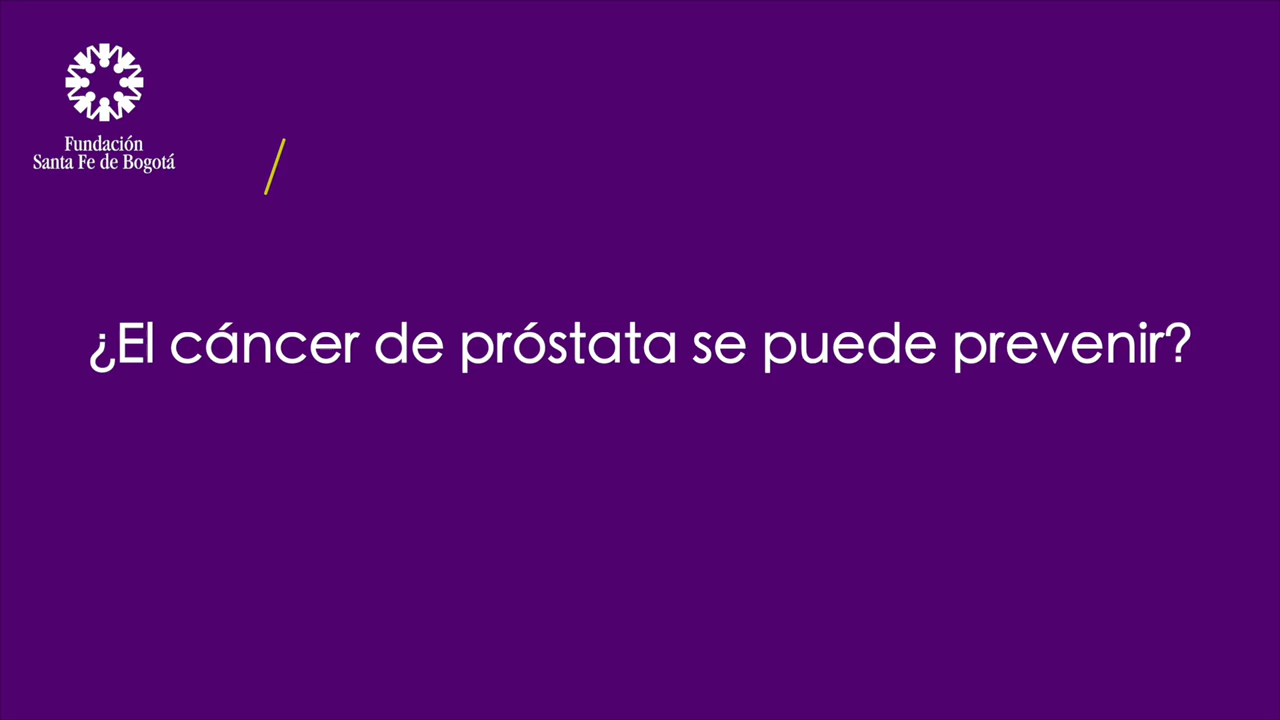 Fundación
Santa Fe de Bogotá
¿El cáncer de próstata se puede prevenir?